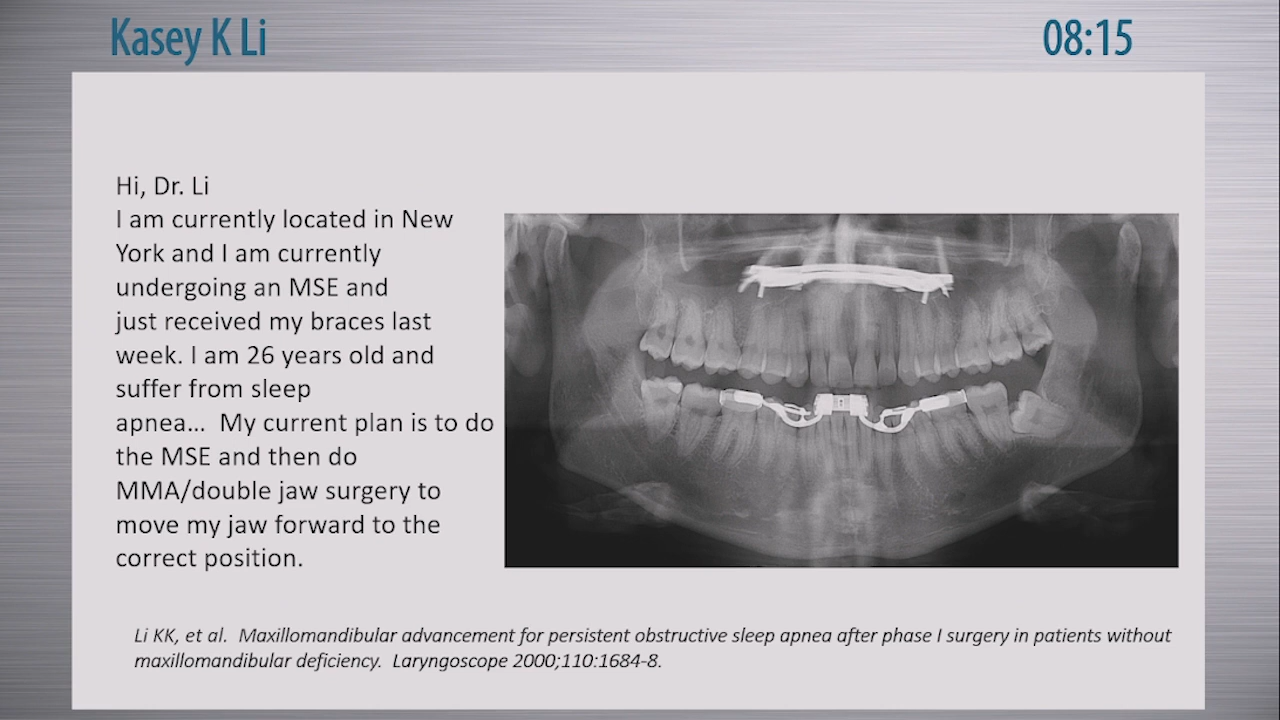 Kasey K Li
08:15
Hi, Dr. Li
I am currently located in New
York and I am currently
undergoing an MSE and
just received my braces last
week. I am 26 years old and
suffer from sleep
apnea...  My current plan is to do
the MSE and then do
MMA/double jaw surgery to
move my jaw forward to the
correct position.
Li KK, et al.  Maxillomandibular advancement for persistent obstructive sleep apnea after phase I surgery in patients without
maxillomandibular deficiency.  Laryngoscope 2000;110:1684-8.